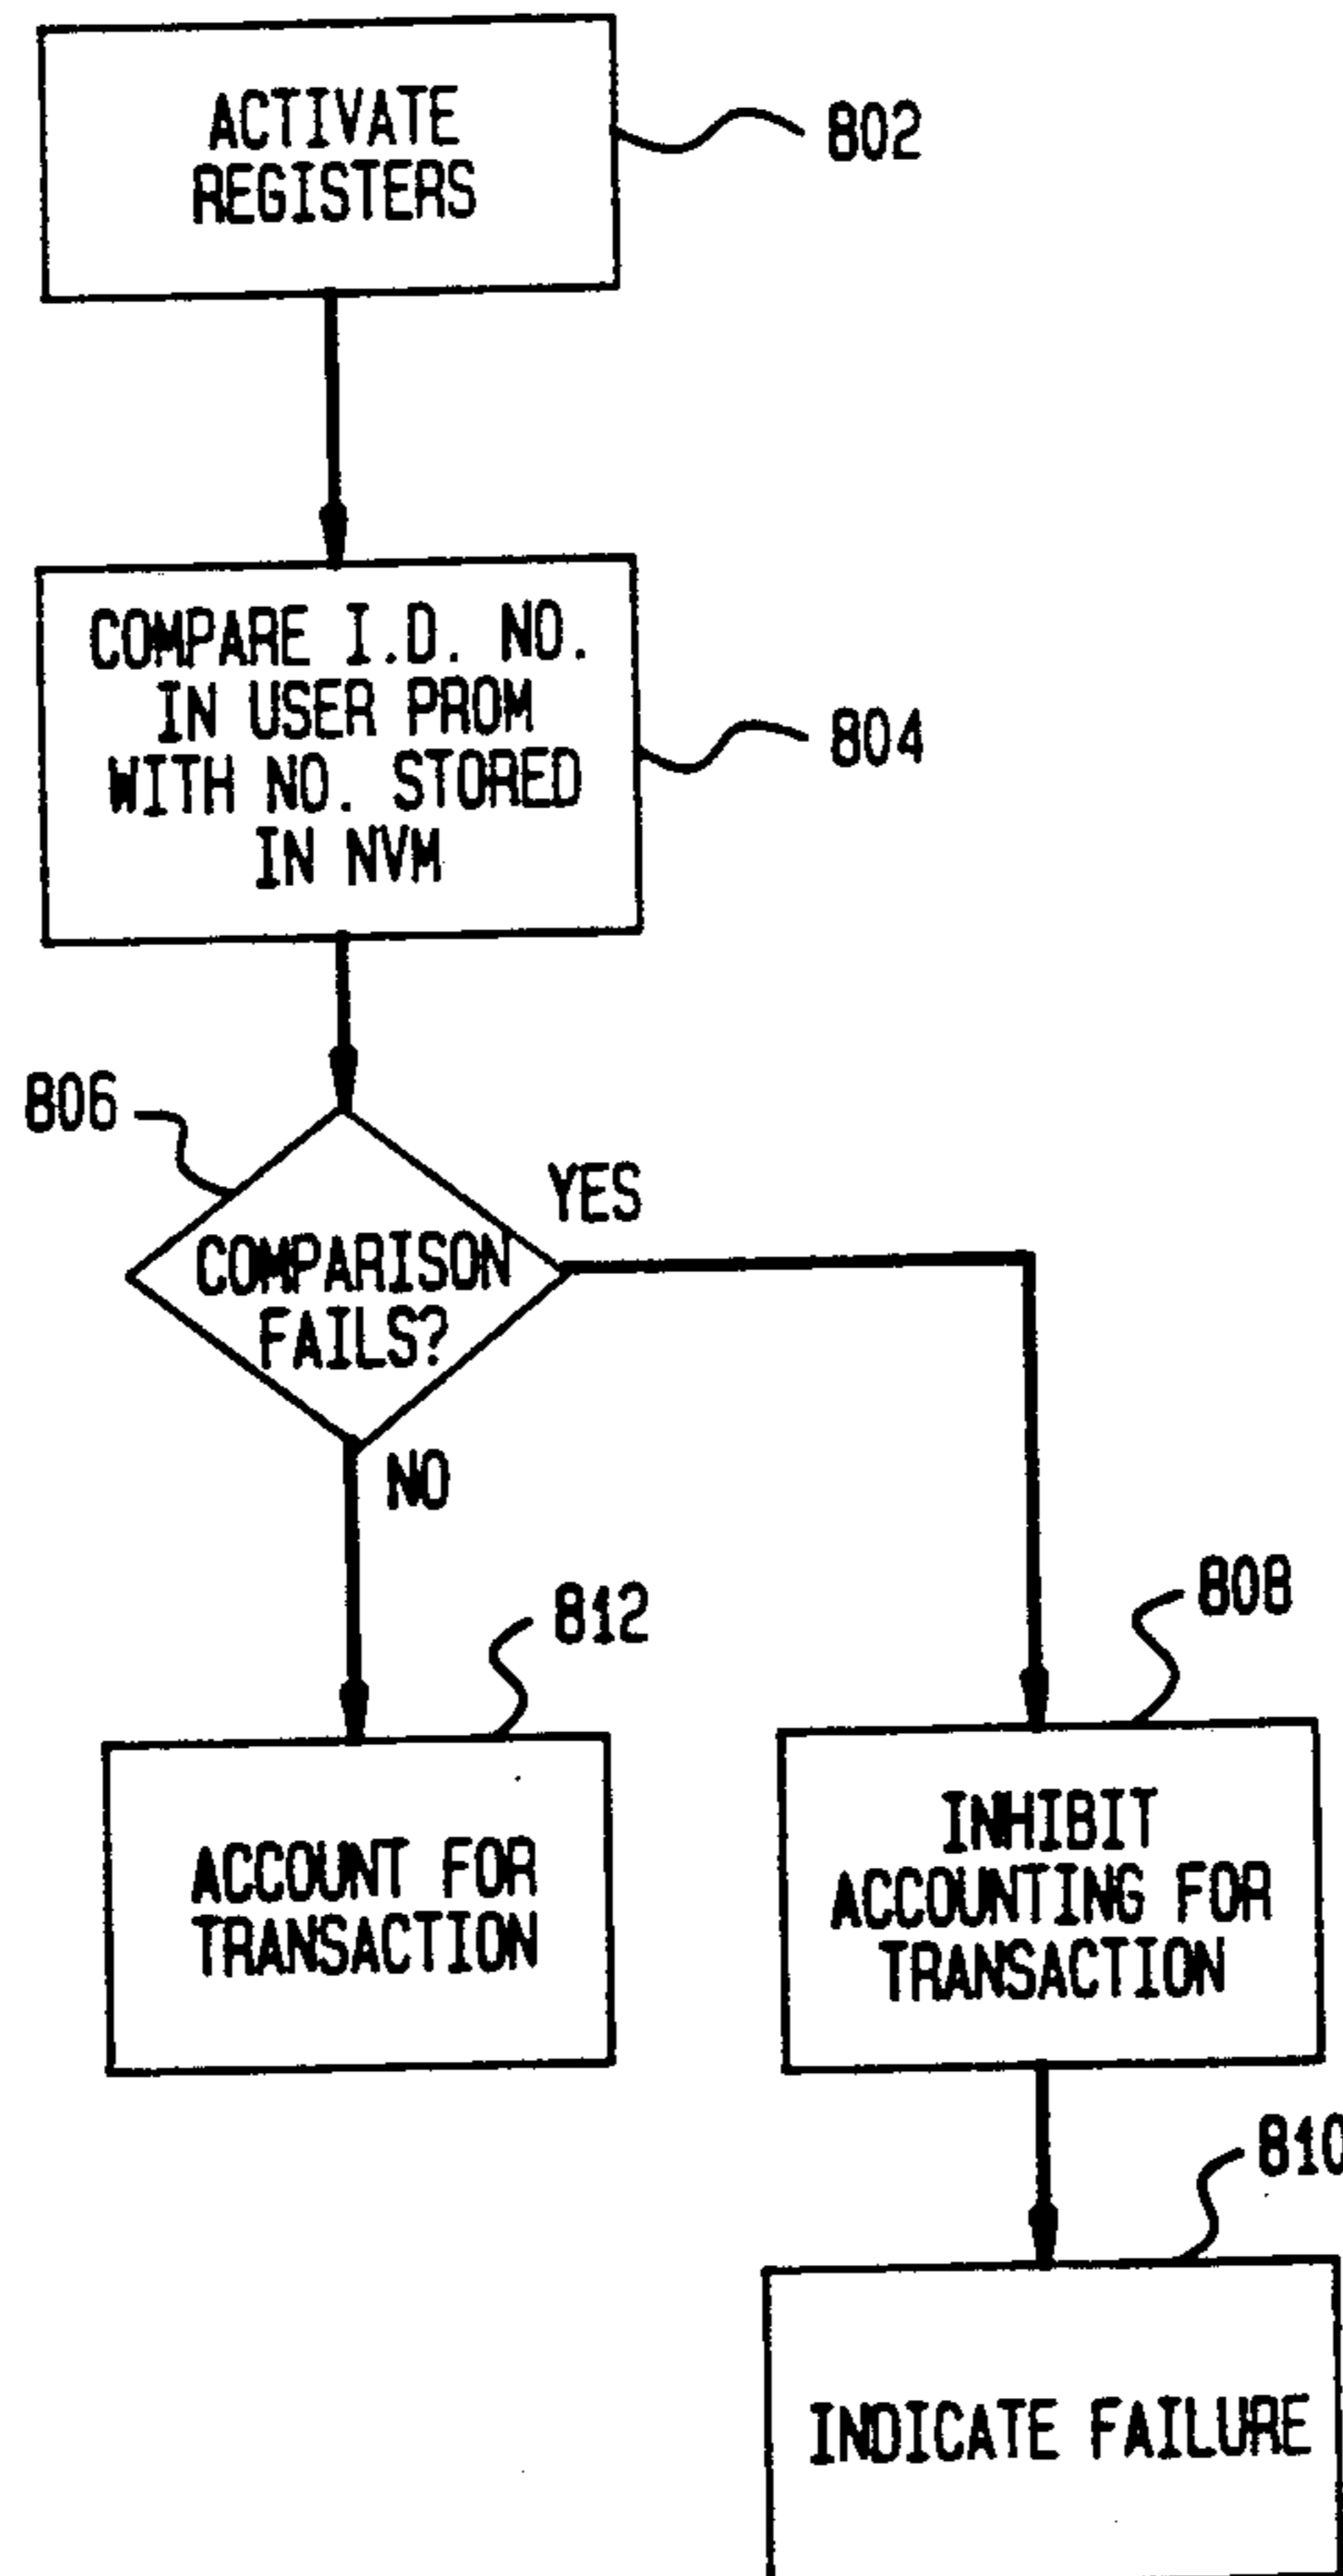 ACTIVATE
REGISTERS
802
COMPARE I.D. NO.
IN USER PROM
WITH NO. STORED
IN NVM
804
806
COMPARISON
FAILS?
YES
NO
812
ACCOUNT FOR
TRANSACTION
808
INHIBIT
ACCOUNTING FOR
TRANSACTION
810
INDICATE FAILURE